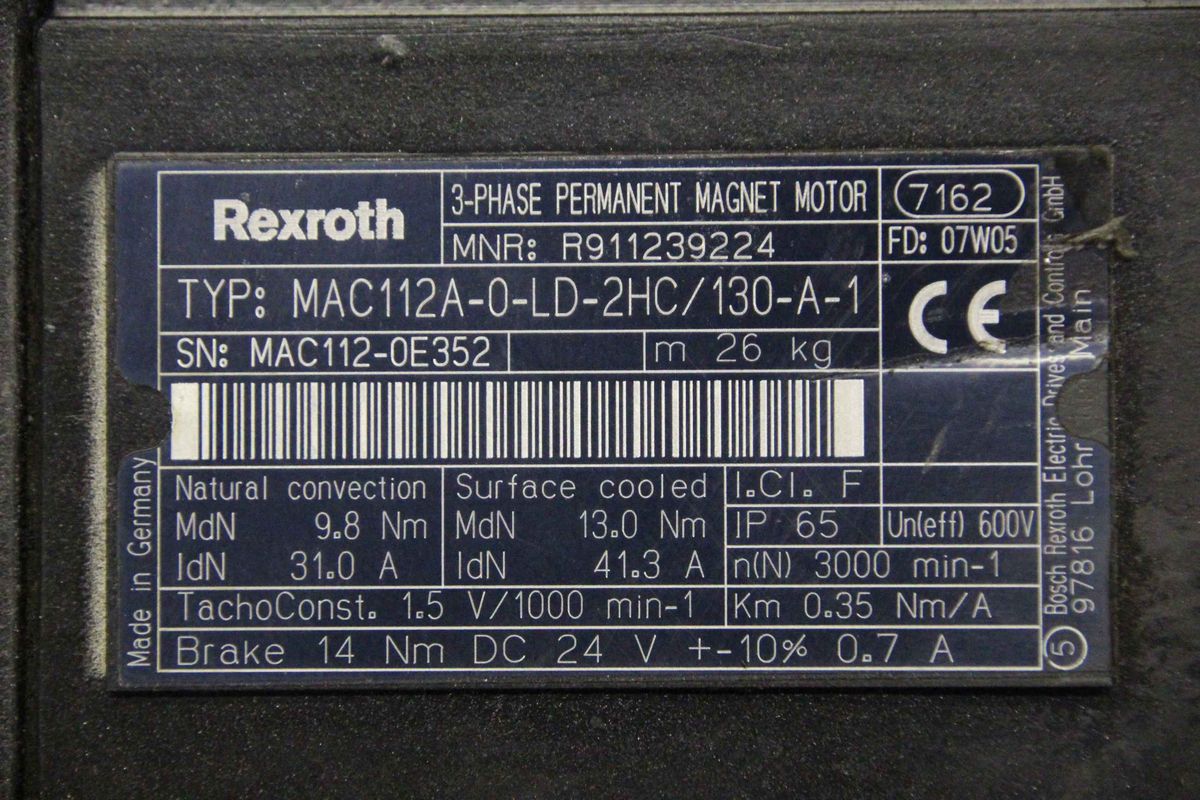 Rexroth
3-PHASE PERMANENT MAGNET MOTOR
7162
MNR: R911239224
FD: 07W05
TYP: MAC112A-0-LD-2HC/130-A-1
CE
SN: MAC112-0E352
m 26 kg
Natural convection
MdN 9.8 Nm
IdN 31.0 A
Surface cooled
MdN 13.0 Nm
IdN 41.3 A
I.Cl. F
IP 65
Un(eff) 600V
n(N) 3000 min-1
TachoConst. 1.5 V/1000 min-1
Km 0.35 Nm/A
Brake 14 Nm DC 24 V +-10% 0.7 A
Made in Germany
Bosch Rexroth Electric Drives and Controls GmbH
97816 Lohr Main
5